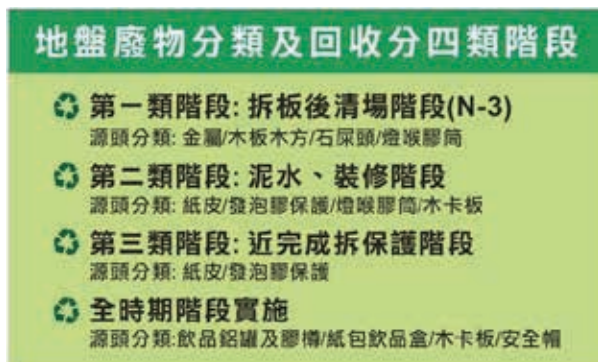 地盤廢物分類及回收分四類階段
第一類階段: 拆板後清場階段(N-3)
源頭分類: 金屬/木板木方/石屎頭/燈喉膠筒
第二類階段: 泥水、裝修階段
源頭分類: 紙皮/發泡膠保護/燈喉膠筒/木卡板
第三類階段: 近完成拆保護階段
源頭分類: 紙皮/發泡膠保護
全時期階段實施
源頭分類:飲品鋁罐及膠樽/紙包飲品盒/木卡板/安全帽